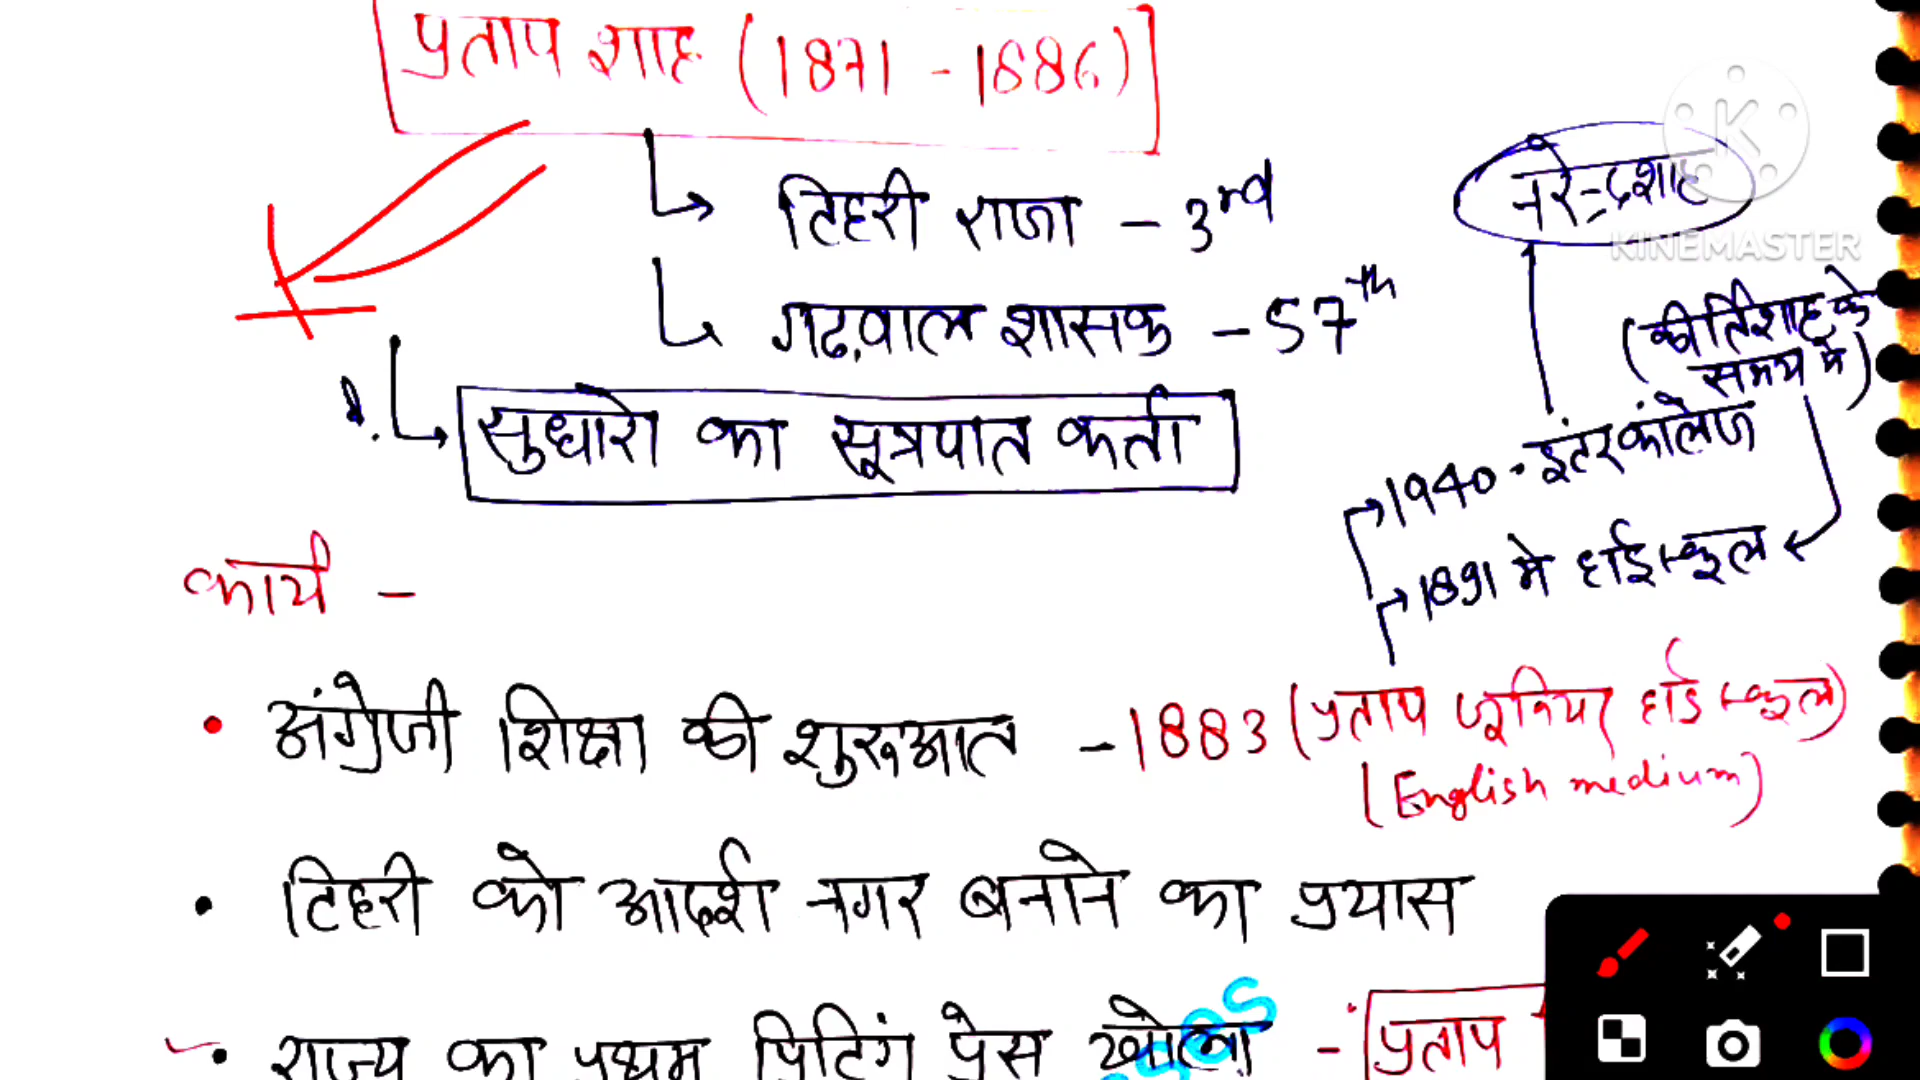 प्रताप शाह (1871 - 1886)
टिहरी राजा - 3rd
नरेन्द्रशाह
KINEMASTER
गढ़वाल शासक - 57th
(कीर्तिशाह के
समय मे)
सुधारो का सूत्रपात कर्ता
1940 - इंटरकॉलेज
1891 मे हाईस्कूल
कार्य -
• अंग्रेजी शिक्षा की शुरूआत - 1883 (प्रताप जूनियर हाई स्कूल)
(English medium)
• टिहरी को आदर्श नगर बनाने का प्रयास
• राज्य का प्रथम प्रिटिंग प्रेस खोला - प्रताप